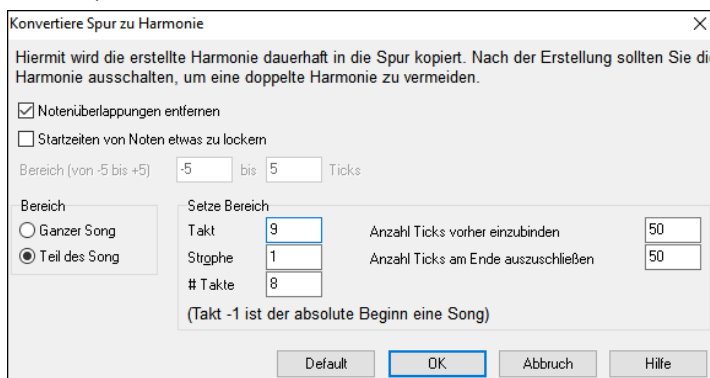 Konvertiere Spur zu Harmonie
Hiermit wird die erstellte Harmonie dauerhaft in die Spur kopiert. Nach der Erstellung sollten Sie di
Harmonie ausschalten, um eine doppelte Harmonie zu vermeiden.
Notenüberlappungen entfernen
Startzeiten von Noten etwas zu lockern
Bereich (von -5 bis +5) -5 bis 5 Ticks
Bereich
Ganzer Song
Teil des Song
Setze Bereich
Takt 9 Anzahl Ticks vorher einzubinden 50
Strophe 1 Anzahl Ticks am Ende auszuschließen 50
# Takte 8
(Takt -1 ist der absolute Beginn eine Song)
Default OK Abbruch Hilfe